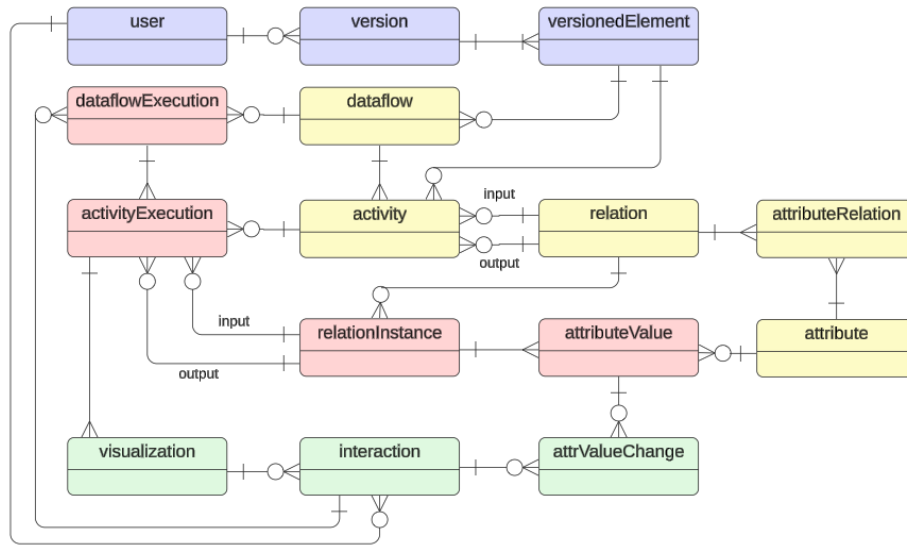 user
version
versionedElement
dataflowExecution
dataflow
activityExecution
activity
input
output
relation
attributeRelation
input
output
relationInstance
attributeValue
attribute
visualization
interaction
attrValueChange